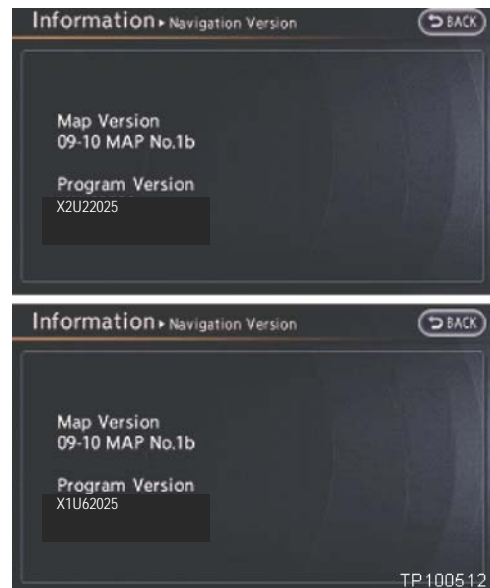 Information ▸ Navigation Version
BACK
Map Version
09-10 MAP No.1b
Program Version
X2U22025
Information ▸ Navigation Version
BACK
Map Version
09-10 MAP No.1b
Program Version
X1U62025
TP100512